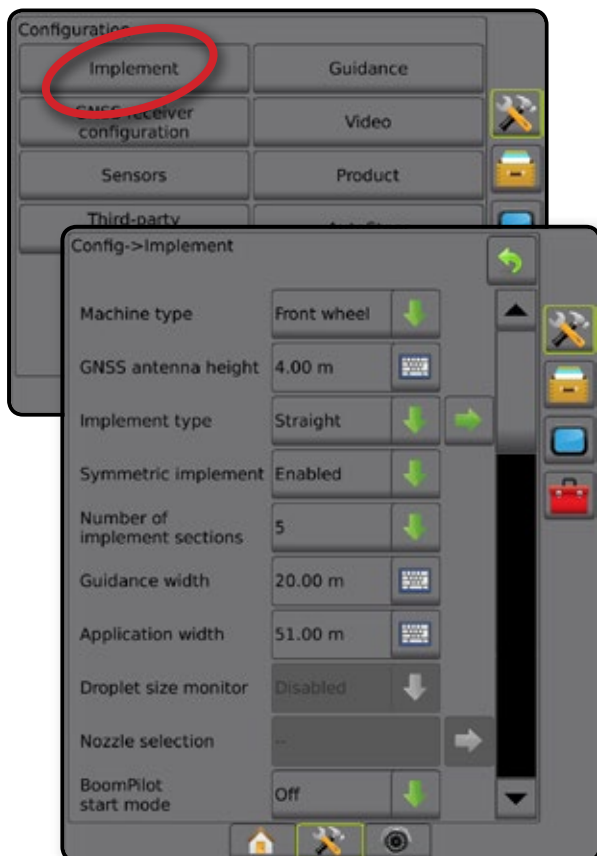 Configuration
Implement
Guidance
GNSS receiver
configuration
Video
Sensors
Product
Third-party
Config->Implement
Machine type
Front wheel
GNSS antenna height
4.00 m
Implement type
Straight
Symmetric implement
Enabled
Number of
implement sections
5
Guidance width
20.00 m
Application width
51.00 m
Droplet size monitor
Disabled
Nozzle selection
--
BoomPilot
start mode
Off